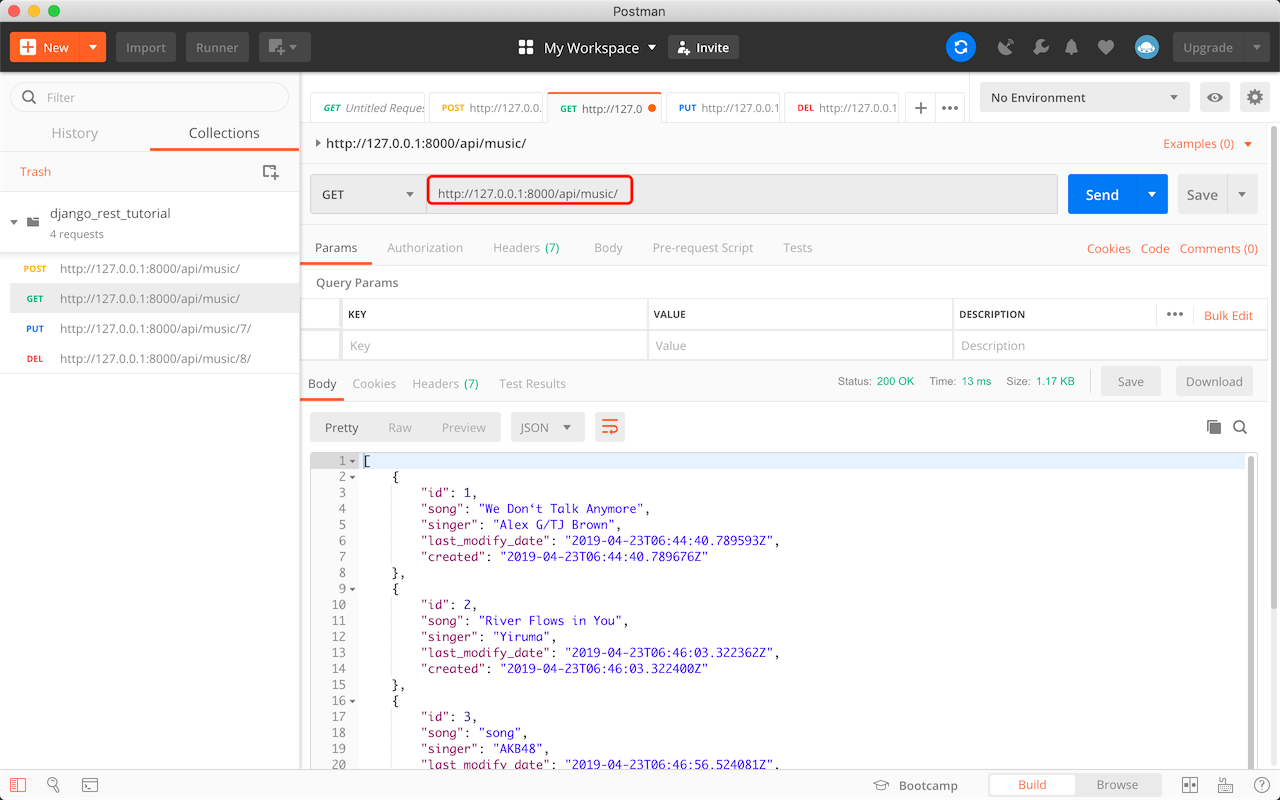 Postman
New Import Runner My Workspace Invite Upgrade
Filter
History Collections
Trash
django_rest_tutorial
4 requests
POST http://127.0.0.1:8000/api/music/
GET http://127.0.0.1:8000/api/music/
PUT http://127.0.0.1:8000/api/music/7/
DEL http://127.0.0.1:8000/api/music/8/
GET Untitled Reques POST http://127.0.0. GET http://127.0 PUT http://127.0.0.1 DEL http://127.0.0.1 + ••• No Environment
http://127.0.0.1:8000/api/music/ Examples (0)
GET http://127.0.0.1:8000/api/music/ Send Save
Params Authorization Headers (7) Body Pre-request Script Tests Cookies Code Comments (0)
Query Params
KEY VALUE DESCRIPTION ••• Bulk Edit
Key Value Description
Body Cookies Headers (7) Test Results Status: 200 OK Time: 13 ms Size: 1.17 KB Save Download
Pretty Raw Preview JSON
1 [
2 {
3 "id": 1,
4 "song": "We Don‘t Talk Anymore",
5 "singer": "Alex G/TJ Brown",
6 "last_modify_date": "2019-04-23T06:44:40.789593Z",
7 "created": "2019-04-23T06:44:40.789676Z"
8 },
9 {
10 "id": 2,
11 "song": "River Flows in You",
12 "singer": "Yiruma",
13 "last_modify_date": "2019-04-23T06:46:03.322362Z",
14 "created": "2019-04-23T06:46:03.322400Z"
15 },
16 {
17 "id": 3,
18 "song": "song",
19 "singer": "AKB48",
20 "last_modify_date": "2019-04-23T06:46:56.524081Z",
Bootcamp Build Browse ?